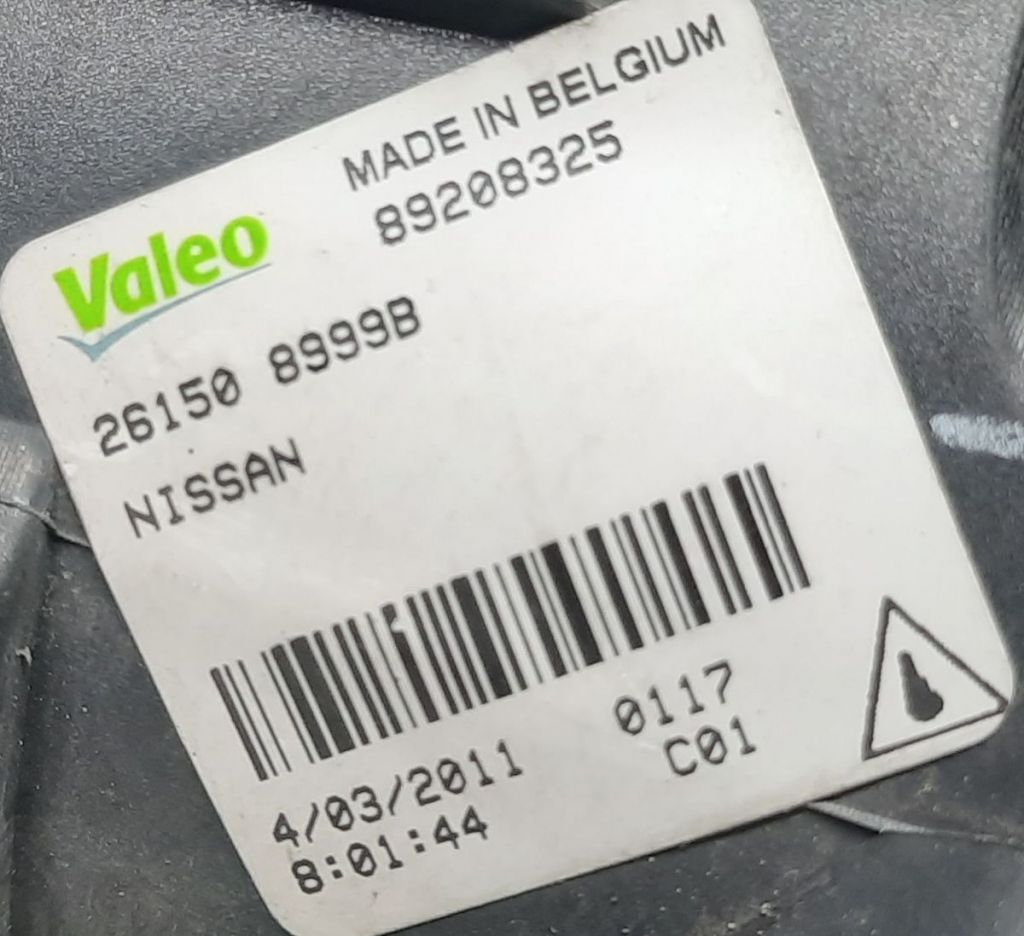 MADE IN BELGIUM
Valeo 89208325
26150 8999B
NISSAN
4/03/2011 0117
8:01:44 C01